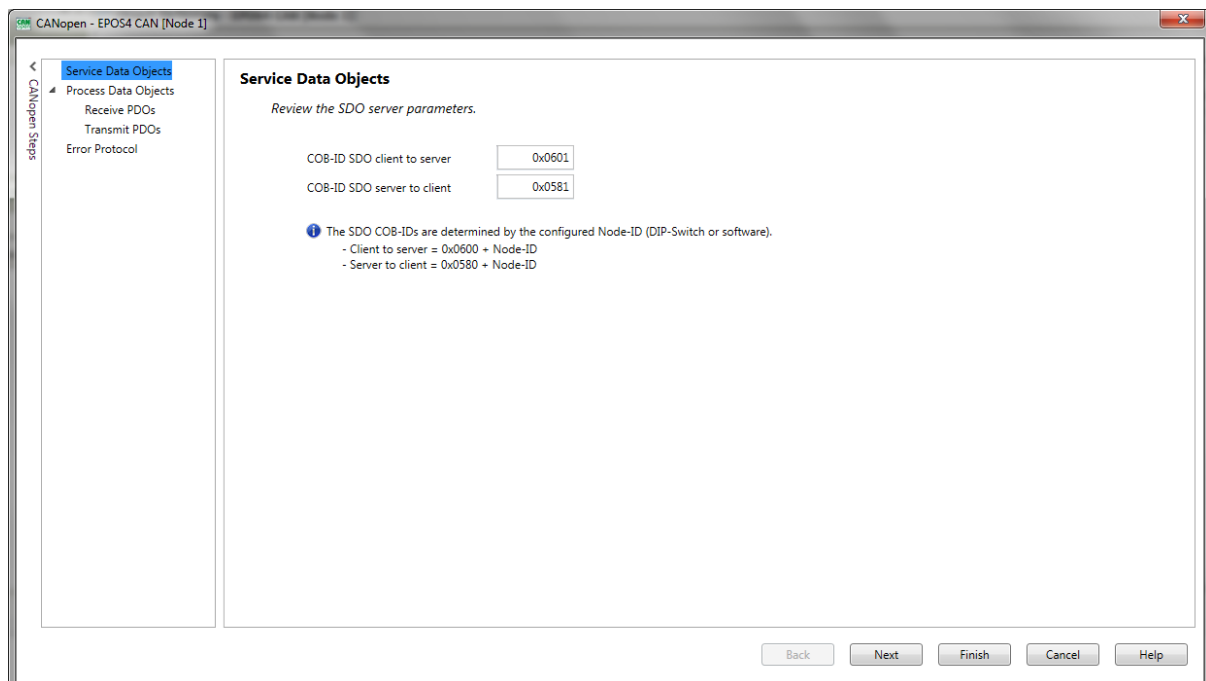 CANopen - EPOS4 CAN [Node 1]
CANopen Steps
Service Data Objects
Process Data Objects
Receive PDOs
Transmit PDOs
Error Protocol
Service Data Objects
Review the SDO server parameters.
COB-ID SDO client to server 0x0601
COB-ID SDO server to client 0x0581
The SDO COB-IDs are determined by the configured Node-ID (DIP-Switch or software).
- Client to server = 0x0600 + Node-ID
- Server to client = 0x0580 + Node-ID
Back Next Finish Cancel Help